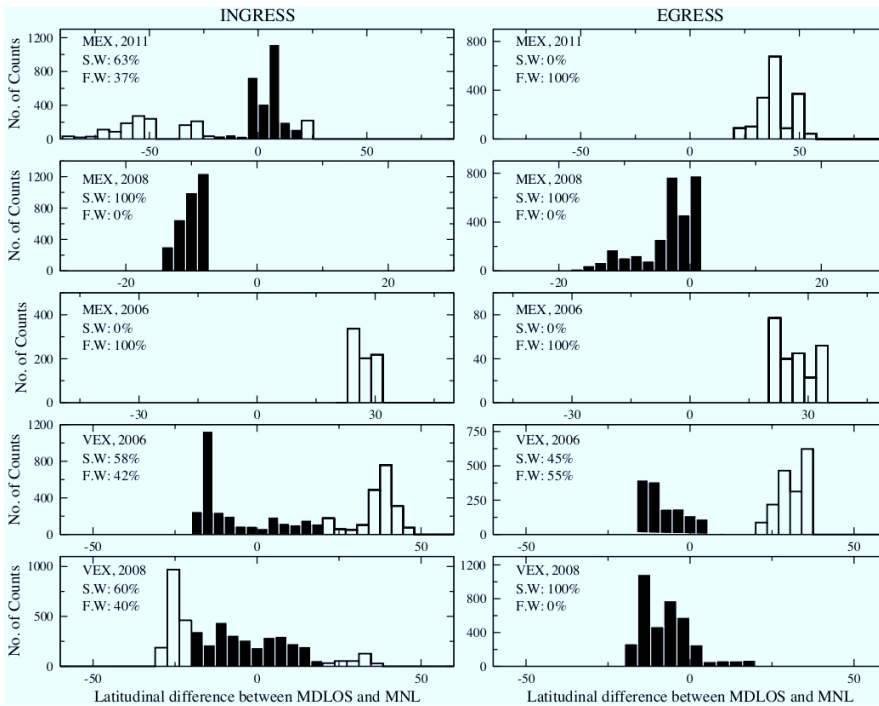 INGRESS
EGRESS
MEX, 2011
S.W: 63%
F.W: 37%
No. of Counts
1200
800
400
0
-50
0
50
MEX, 2011
S.W: 0%
F.W: 100%
800
400
0
-50
0
50
MEX, 2008
S.W: 100%
F.W: 0%
No. of Counts
1200
800
400
0
-20
0
20
MEX, 2008
S.W: 100%
F.W: 0%
800
400
0
-20
0
20
MEX, 2006
S.W: 0%
F.W: 100%
No. of Counts
400
200
0
-30
0
30
MEX, 2006
S.W: 0%
F.W: 100%
80
40
0
-30
0
30
VEX, 2006
S.W: 58%
F.W: 42%
No. of Counts
1200
800
400
0
-50
0
50
VEX, 2006
S.W: 45%
F.W: 55%
750
500
250
0
-50
0
50
VEX, 2008
S.W: 60%
F.W: 40%
No. of Counts
1000
500
0
-50
0
50
VEX, 2008
S.W: 100%
F.W: 0%
1200
800
400
0
-50
0
50
Latitudinal difference between MDLOS and MNL
Latitudinal difference between MDLOS and MNL